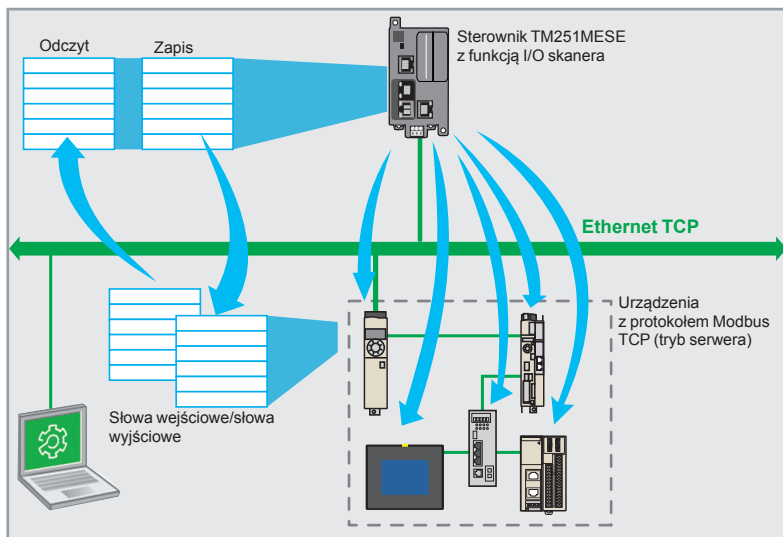 Odczyt
Zapis
Sterownik TM251MESE
z funkcją I/O skanera
Ethernet TCP
Urządzenia
z protokołem Modbus
TCP (tryb serwera)
Słowa wejściowe/słowa
wyjściowe